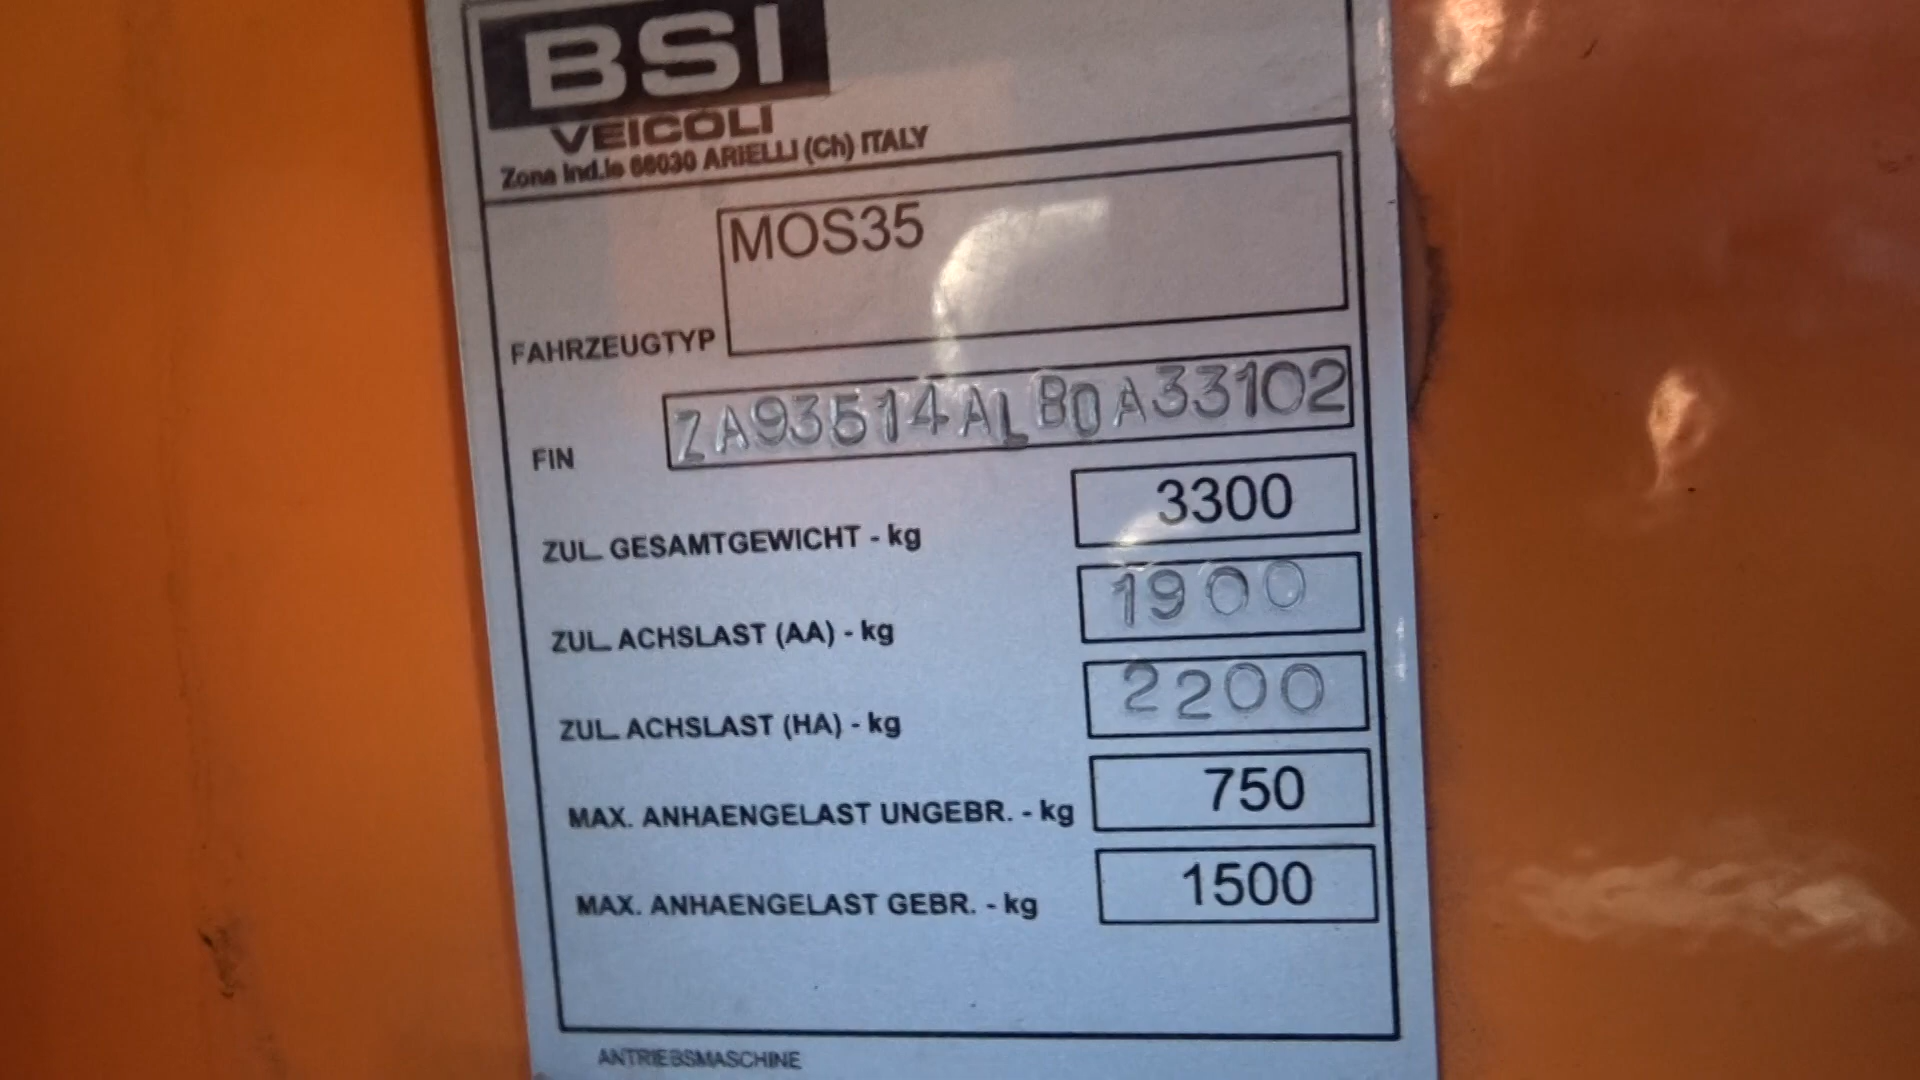 BSI
VEICOLI
Zona Ind.le 66030 ARIELLI (Ch) ITALY
FAHRZEUGTYP MOS35
FIN ZA93514ALB0A33102
ZUL. GESAMTGEWICHT - kg 3300
ZUL. ACHSLAST (AA) - kg 1900
ZUL. ACHSLAST (HA) - kg 2200
MAX. ANHAENGELAST UNGEBR. - kg 750
MAX. ANHAENGELAST GEBR. - kg 1500
ANTRIEBSMASCHINE